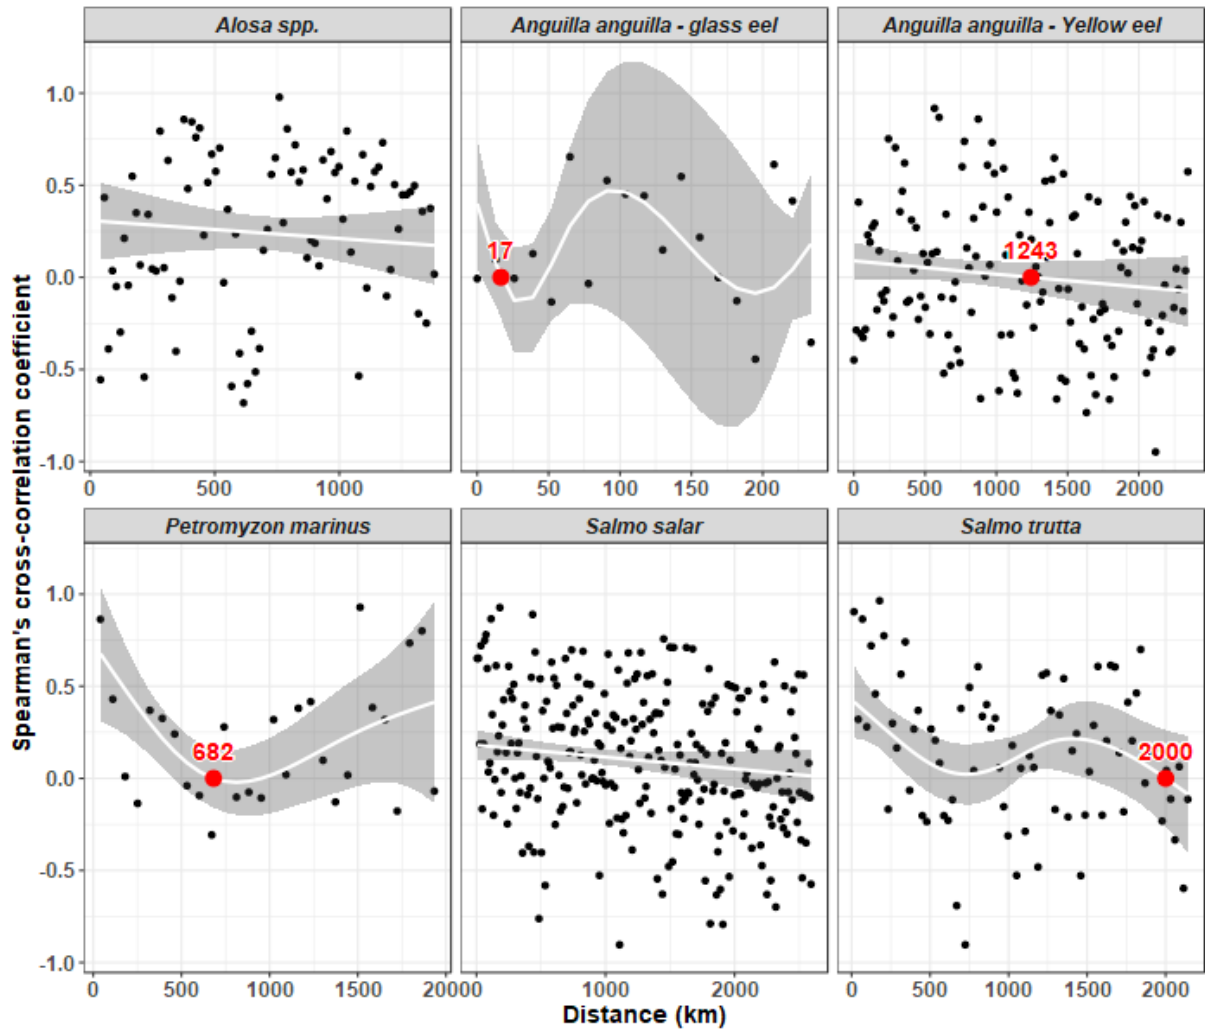 Alosa spp. Anguilla anguilla - glass eel Anguilla anguilla - Yellow eel
Spearman's cross-correlation coefficient
1.0
0.5
0.0
-0.5
-1.0
17
1243
0 500 1000 0 50 100 150 200 0 500 1000 1500 2000
Petromyzon marinus Salmo salar Salmo trutta
1.0
0.5
0.0
-0.5
-1.0
682
2000
0 500 1000 1500 2000 0 1000 2000 0 500 1000 1500 2000
Distance (km)